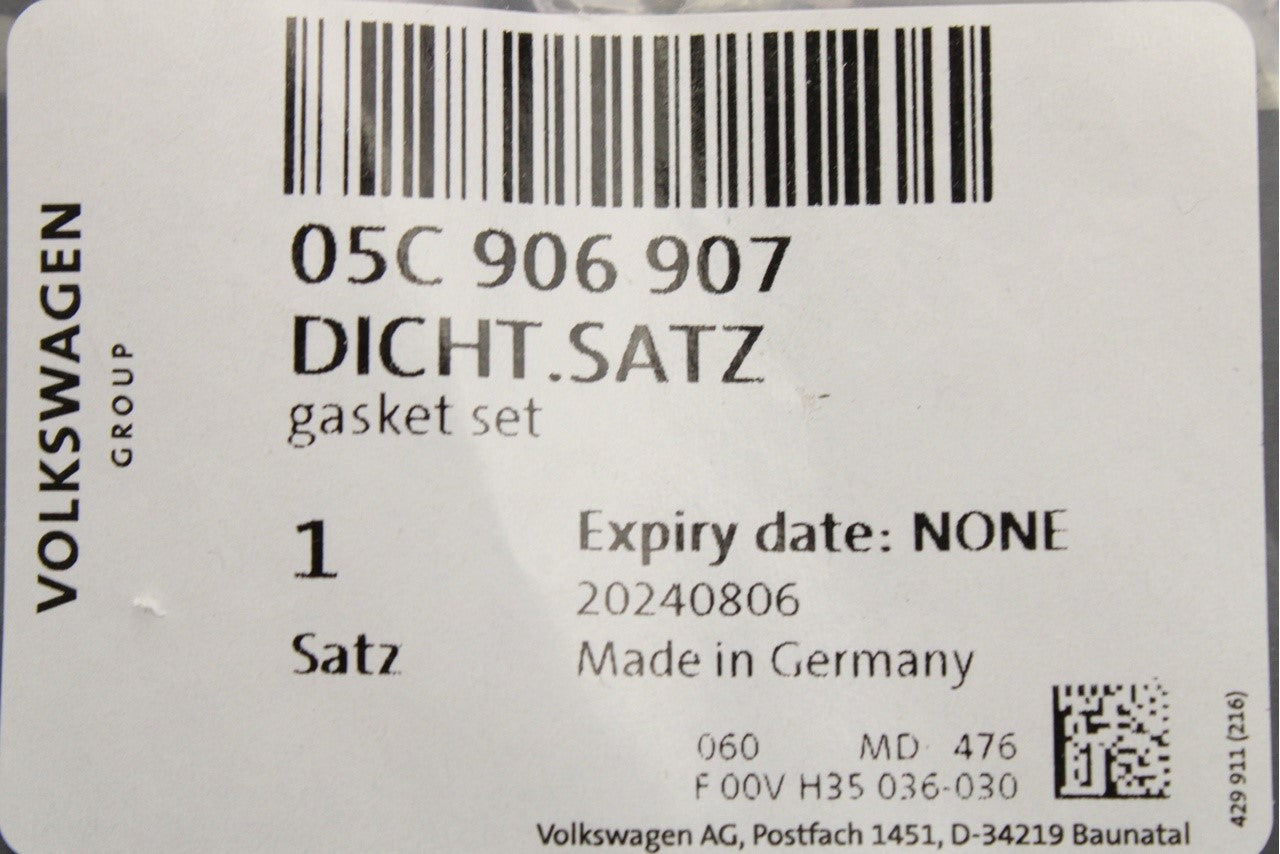 VOLKSWAGEN
GROUP
05C 906 907
DICHT.SATZ
gasket set
1
Satz
Expiry date: NONE
20240806
Made in Germany
060 MD 476
F 00V H35 036-030
Volkswagen AG, Postfach 1451, D-34219 Baunatal
429 911 (216)